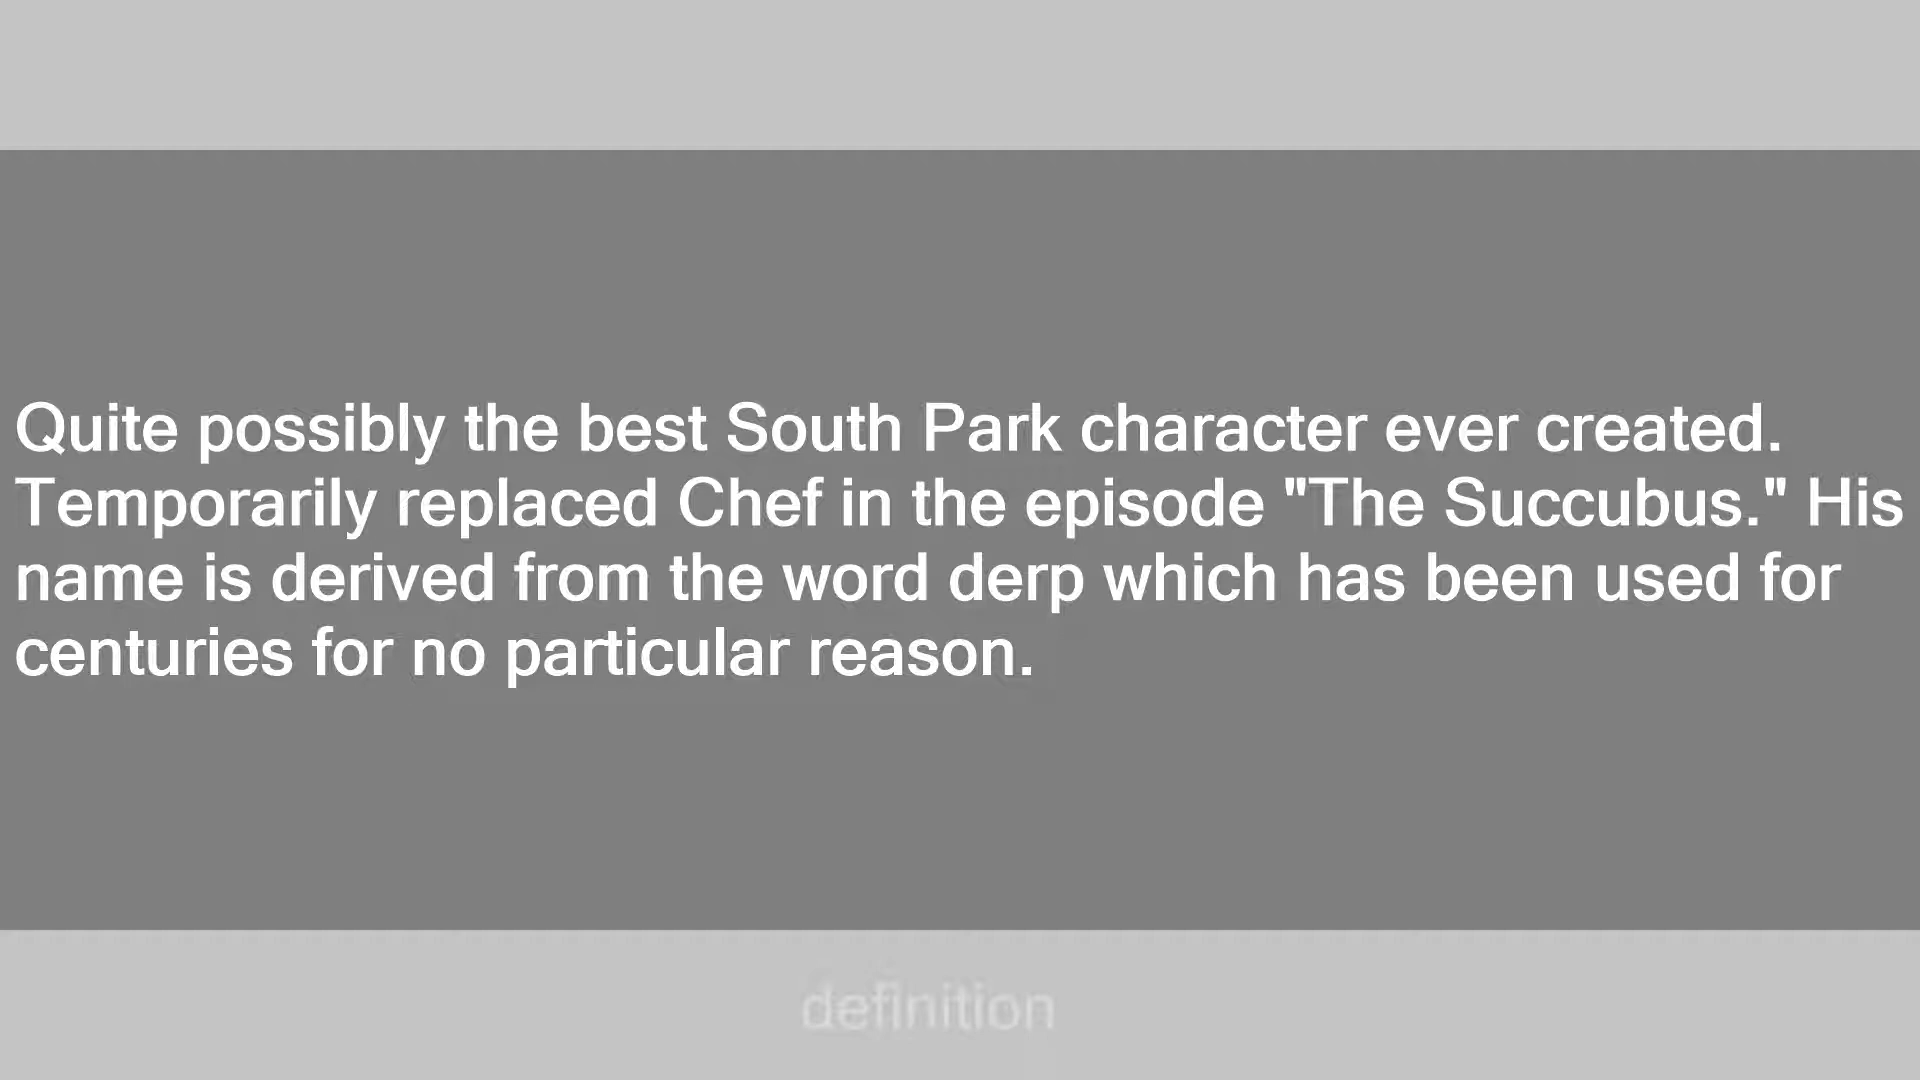 Quite possibly the best South Park character ever created.
Temporarily replaced Chef in the episode "The Succubus." His
name is derived from the word derp which has been used for
centuries for no particular reason.
definition